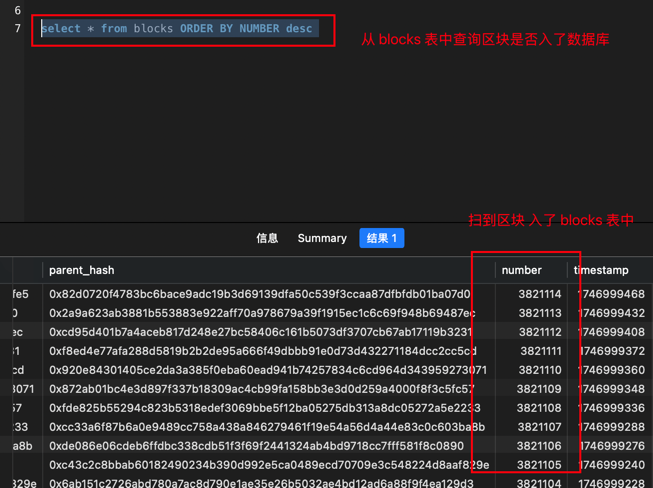 6
7 select * from blocks ORDER BY NUMBER desc
从 blocks 表中查询区块是否入了数据库
扫到区块 入了 blocks 表中
信息 Summary 结果 1
parent_hash number timestamp
fe5 0x82d0720f4783bc6bace9adc19b3d69139dfa50c539f3ccaa87dfbfdb01ba07d0 3821114 1746999468
0 0x2a9a623ab3881b553883e922aff70a978679a39f1915ec1c6c69f948b69487ec 3821113 1746999432
ec 0xcd95d401b7a4aceb817d248e27bc58406c161b5073df3707cb67ab17119b3231 3821112 1746999408
31 0xf8ed4e77afa288d5819b2b2de95a666f49dbbb91e0d73d432271184dcc2cc5cd 3821111 1746999372
cd 0x920e84301405ce2da3a385f0eba60ead941b74257834c6cd964d343959273071 3821110 1746999360
3071 0x872ab01bc4e3d897f337b18309ac4cb99fa158bb3e3d0d259a4000f8f3c5fc57 3821109 1746999348
57 0xfde825b55294c823b5318edef3069bbe5f12ba05275db313a8dc05272a5e2233 3821108 1746999336
233 0xcc33a6f87b6a0e9489cc758a438a846279461f19e54a56d4a44e83c0c603ba8b 3821107 1746999288
a8b 0xde086e06cdeb6ffdbc338cdb51f3f69f2441324ab4bd9718cc7fff581f8c0890 3821106 1746999276
0xc43c2c8bbab60182490234b390d992e5ca0489ecd70709e3c548224d8aaf829e 3821105 1746999240
329e 0x6ab151c2726abd780a7ac8d790e1ae35e26b5032ae4bd12ad6a88f9f4ea129d3 3821104 1746999228